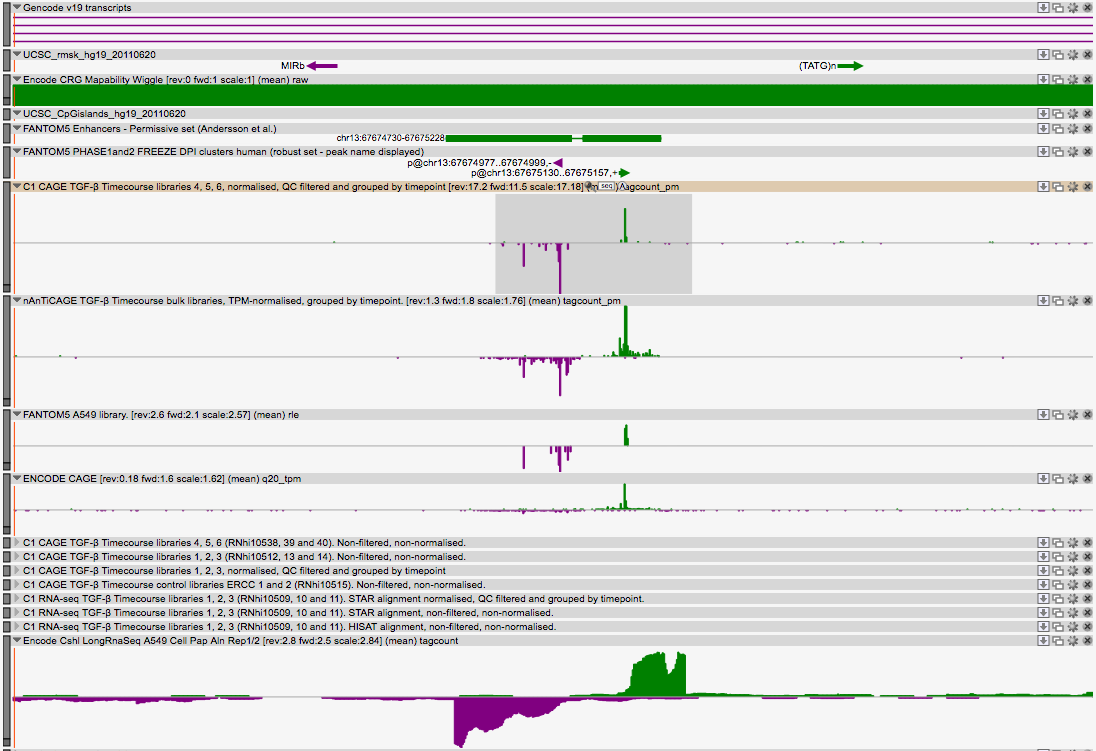 Gencode v19 transcripts
UCSC_rmsk_hg19_20110620
MIRb (TATG)n
Encode CRG Mapability Wiggle [rev:0 fwd:1 scale:1] (mean) raw
UCSC_CpGislands_hg19_20110620
FANTOM5 Enhancers - Permissive set (Andersson et al.)
chr13:67674730-67675228
FANTOM5 PHASE1and2 FREEZE DPI clusters human (robust set - peak name displayed)
p@chr13:67674977..67674999,-
p@chr13:67675130..67675157,+
C1 CAGE TGF-β Timecourse libraries 4, 5, 6, normalised, QC filtered and grouped by timepoint [rev:17.2 fwd:11.5 scale:17.18] seq tagcount_pm
nAnTiCAGE TGF-β Timecourse bulk libraries, TPM-normalised, grouped by timepoint. [rev:1.3 fwd:1.8 scale:1.76] (mean) tagcount_pm
FANTOM5 A549 library. [rev:2.6 fwd:2.1 scale:2.57] (mean) rle
ENCODE CAGE [rev:0.18 fwd:1.6 scale:1.62] (mean) q20_tpm
C1 CAGE TGF-β Timecourse libraries 4, 5, 6 (RNhi10538, 39 and 40). Non-filtered, non-normalised.
C1 CAGE TGF-β Timecourse libraries 1, 2, 3 (RNhi10512, 13 and 14). Non-filtered, non-normalised.
C1 CAGE TGF-β Timecourse libraries 1, 2, 3, normalised, QC filtered and grouped by timepoint
C1 CAGE TGF-β Timecourse control libraries ERCC 1 and 2 (RNhi10515). Non-filtered, non-normalised.
C1 RNA-seq TGF-β Timecourse libraries 1, 2, 3 (RNhi10509, 10 and 11). STAR alignment normalised, QC filtered and grouped by timepoint.
C1 RNA-seq TGF-β Timecourse libraries 1, 2, 3 (RNhi10509, 10 and 11). STAR alignment, non-filtered, non-normalised.
C1 RNA-seq TGF-β Timecourse libraries 1, 2, 3 (RNhi10509, 10 and 11). HISAT alignment, non-filtered, non-normalised.
Encode Cshl LongRnaSeq A549 Cell Pap Aln Rep1/2 [rev:2.8 fwd:2.5 scale:2.84] (mean) tagcount